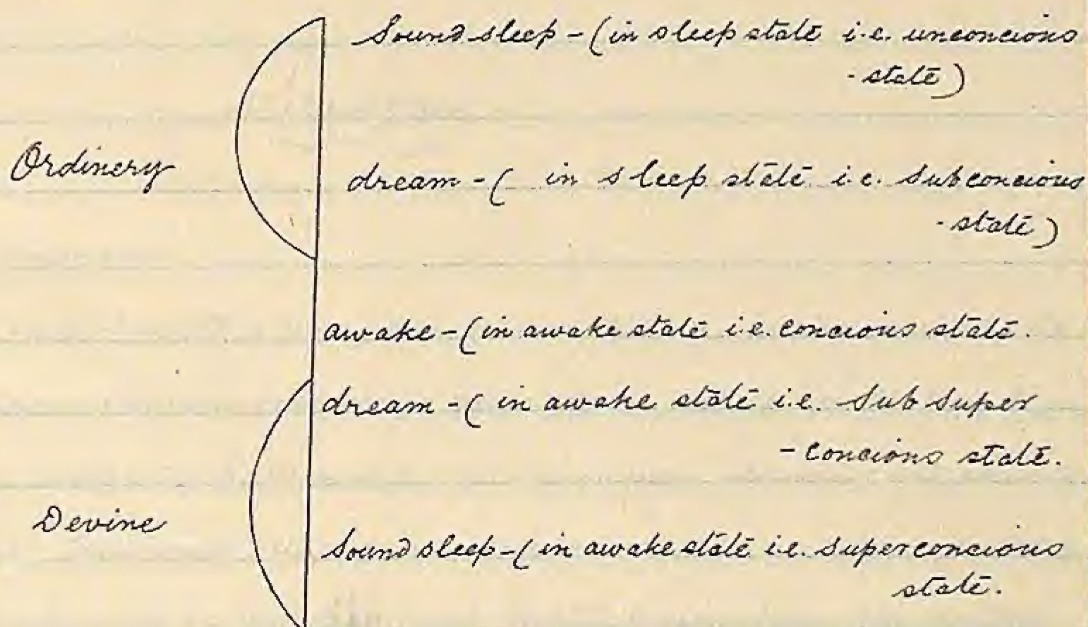 Sound sleep - (in sleep state i.e. unconcious
- state)
Ordinery
dream - ( in sleep state i.e. subconcious
- state)
awake - (in awake state i.e. concious state.
dream - ( in awake state i.e. Sub Super
- Concious state.
Devine
Sound sleep - ( in awake state i.e. superconcious
state.